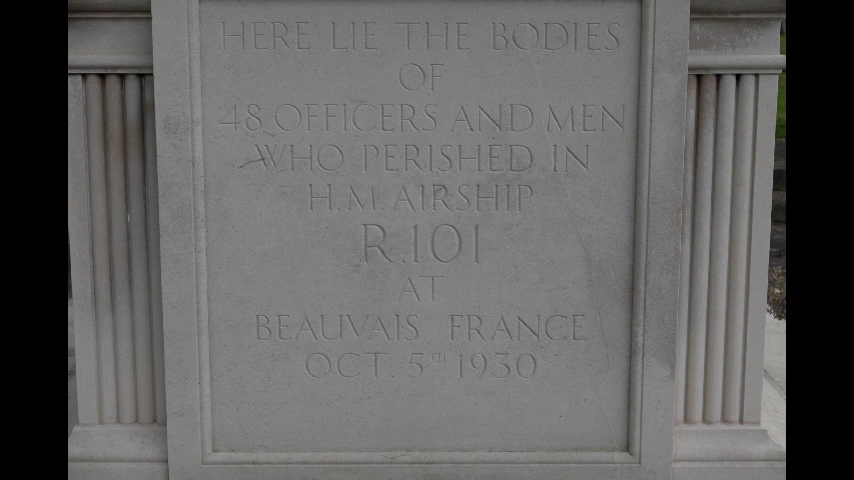 HERE LIE THE BODIES
OF
48 OFFICERS AND MEN
WHO PERISHED IN
H.M. AIRSHIP
R.101
AT
BEAUVAIS FRANCE
OCT. 5TH 1930